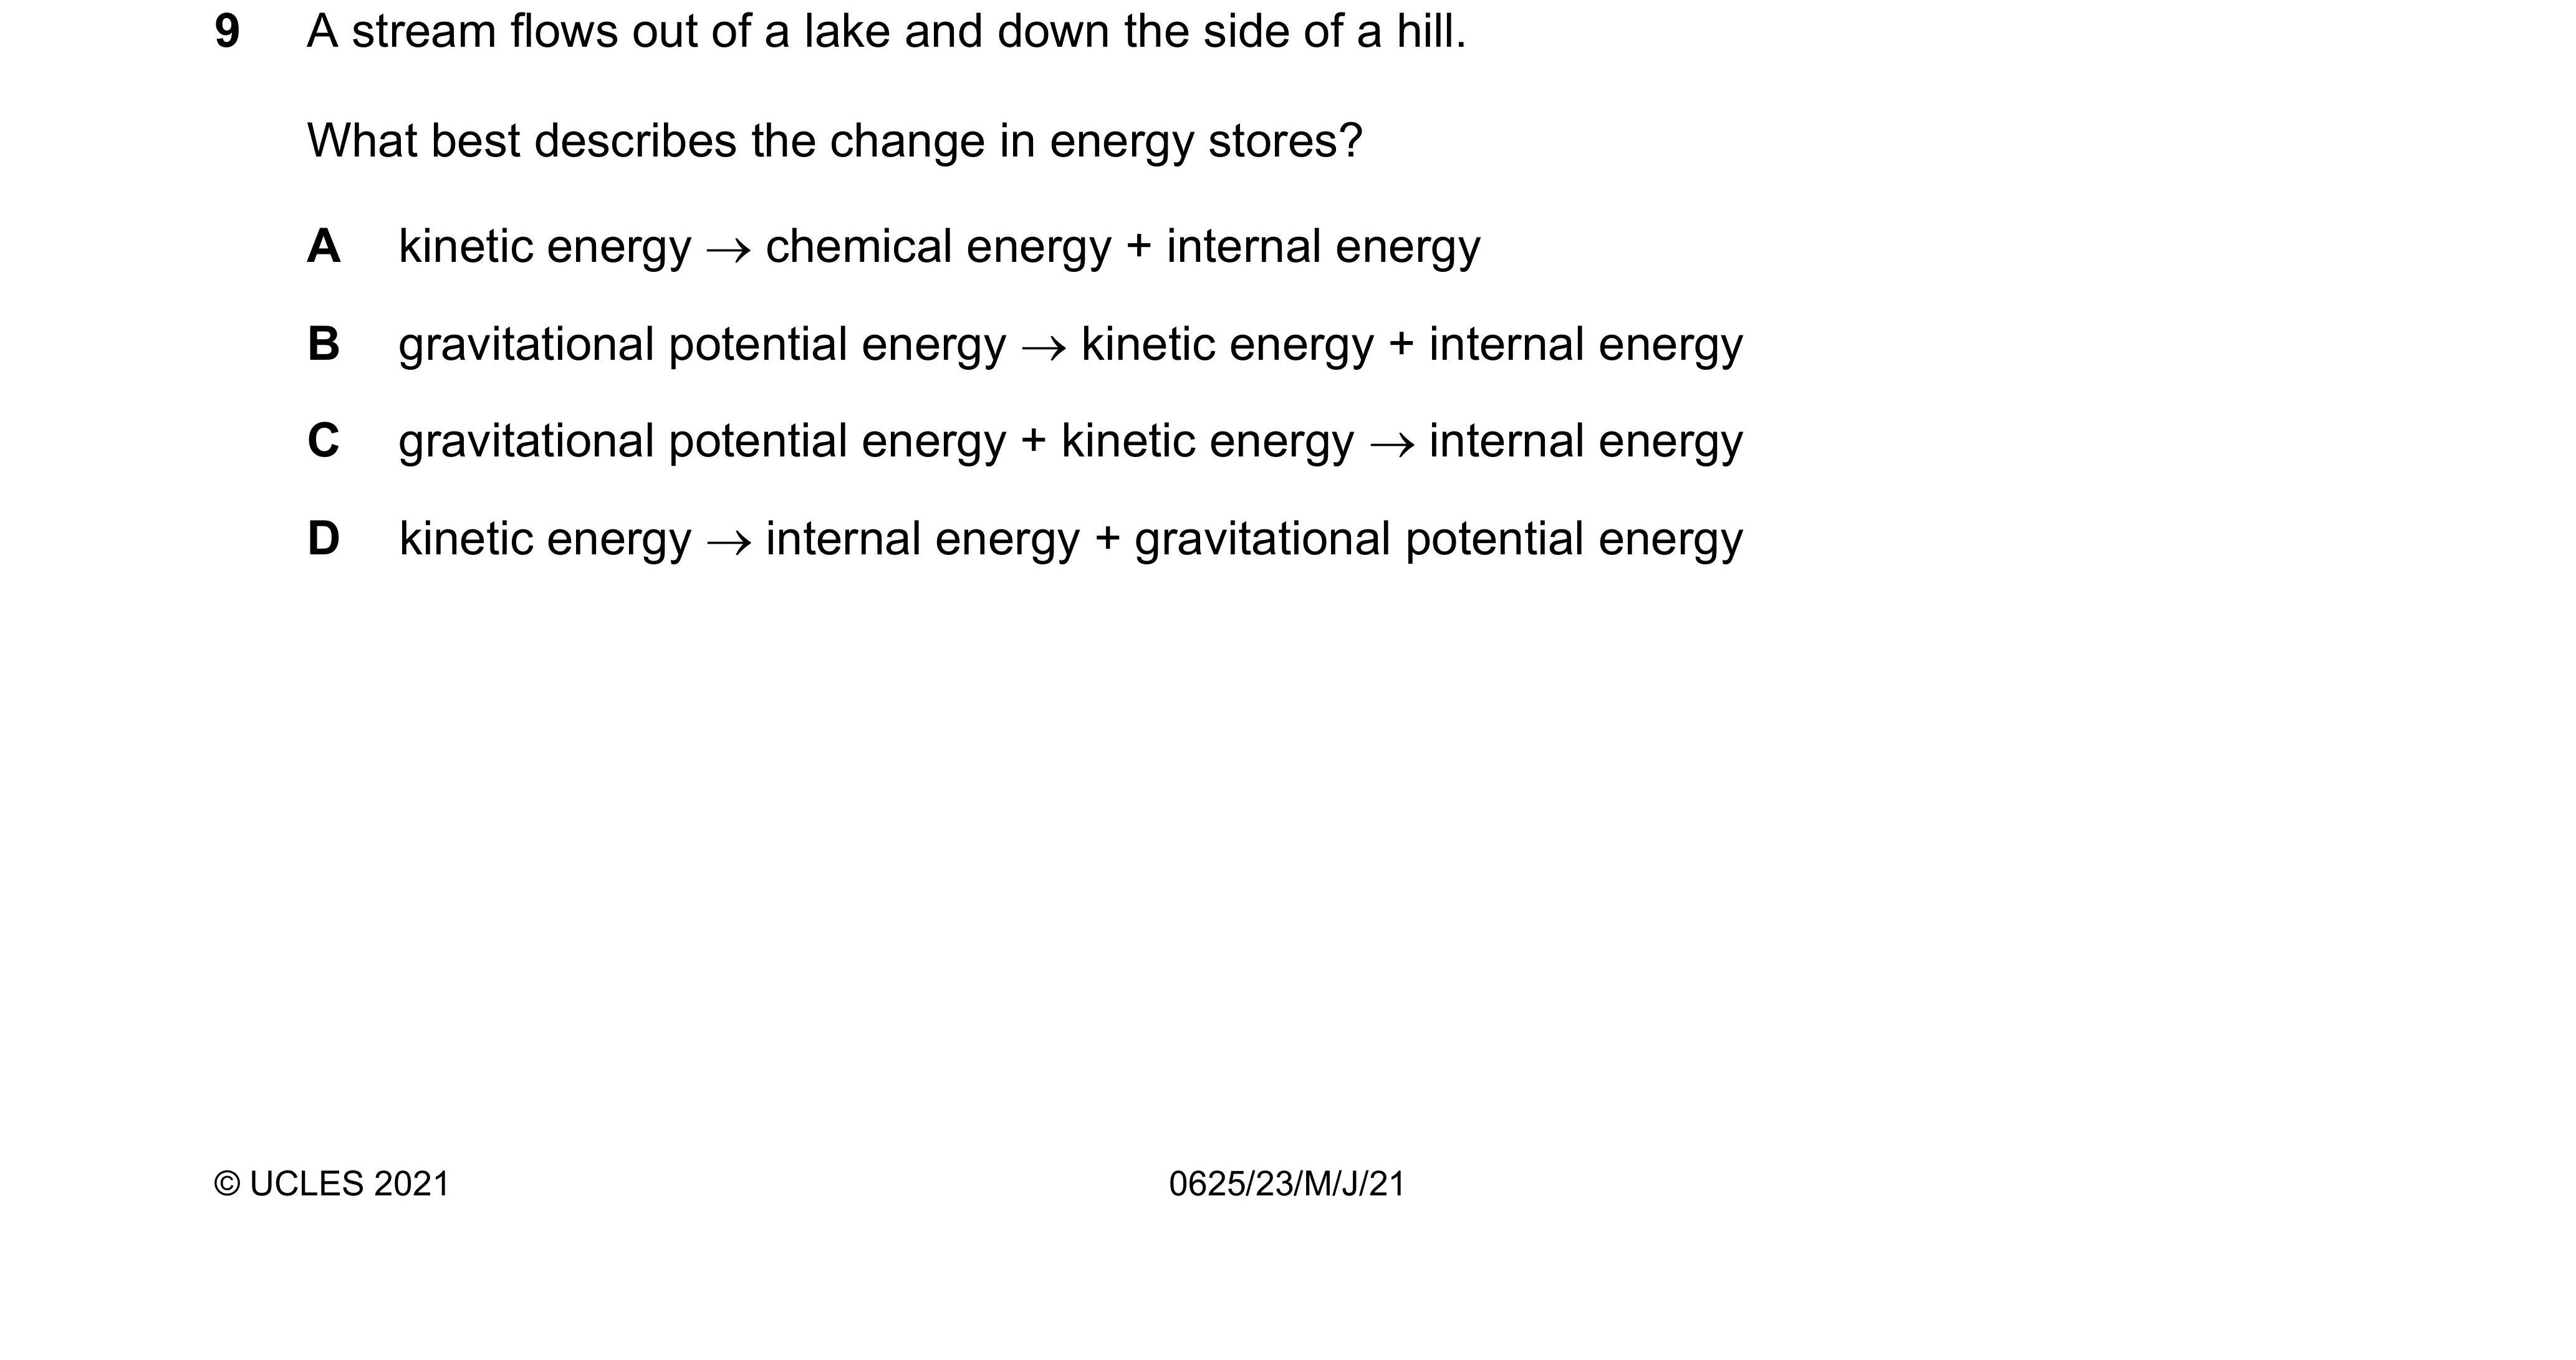 9 A stream flows out of a lake and down the side of a hill.
What best describes the change in energy stores?
A kinetic energy → chemical energy + internal energy
B gravitational potential energy → kinetic energy + internal energy
C gravitational potential energy + kinetic energy → internal energy
D kinetic energy → internal energy + gravitational potential energy
© UCLES 2021 0625/23/M/J/21